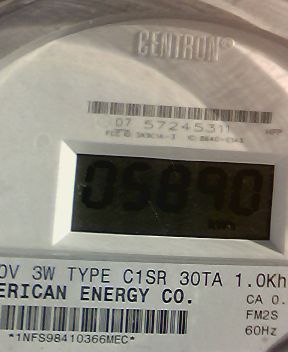 CENTRON®
07 57245311
05890
KWH
0V 3W TYPE C1SR 30TA 1.0Kh
ERICAN ENERGY CO.
CA 0.
FM2S
60Hz
*1NFS98410366MEC*